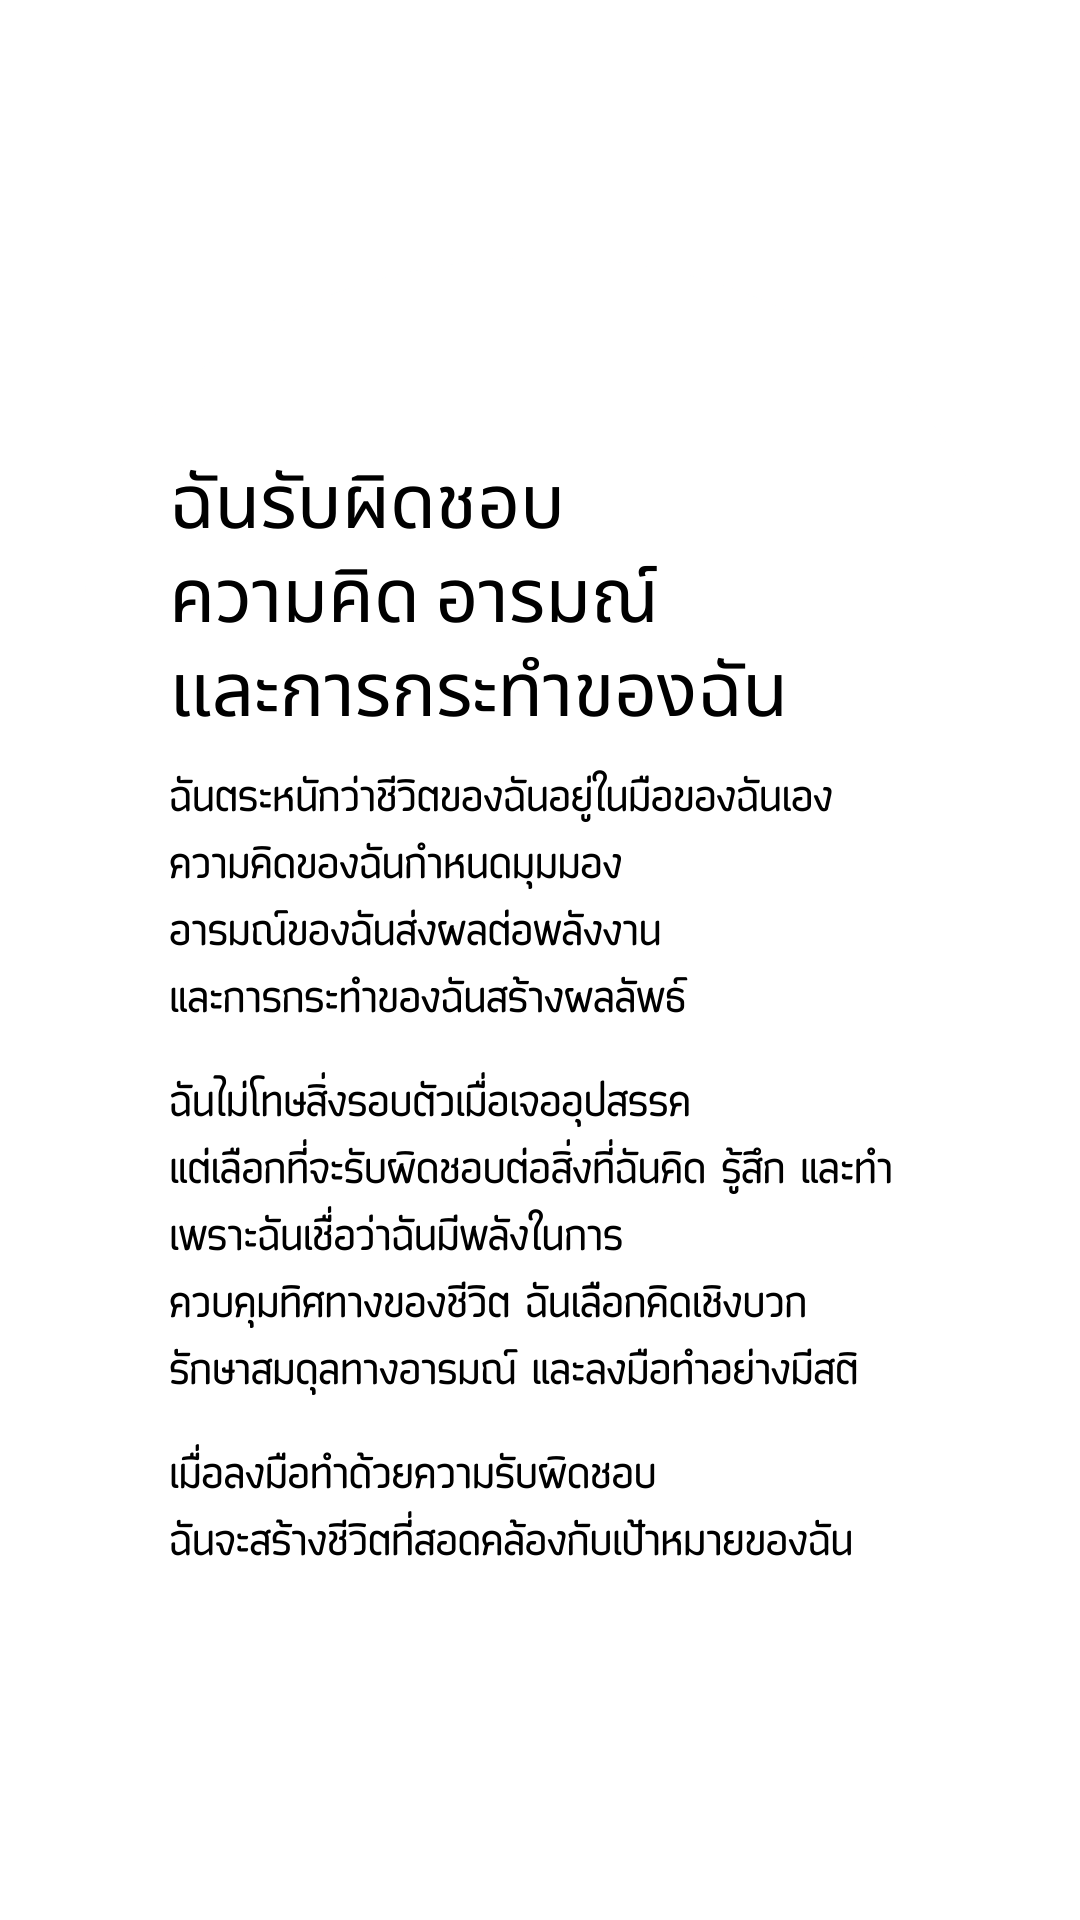 ฉันรับผิดชอบ
ความคิด อารมณ์
และการกระทำของฉัน
ฉันตระหนักว่าชีวิตของฉันอยู่ในมือของฉันเอง
ความคิดของฉันกำหนดมุมมอง
อารมณ์ของฉันส่งผลต่อพลังงาน
และการกระทำของฉันสร้างผลลัพธ์
ฉันไม่โทษสิ่งรอบตัวเมื่อเจออุปสรรค
แต่เลือกที่จะรับผิดชอบต่อสิ่งที่ฉันคิด รู้สึก และทำ
เพราะฉันเชื่อว่าฉันมีพลังในการ
ควบคุมทิศทางของชีวิต ฉันเลือกคิดเชิงบวก
รักษาสมดุลทางอารมณ์ และลงมือทำอย่างมีสติ
เมื่อลงมือทำด้วยความรับผิดชอบ
ฉันจะสร้างชีวิตที่สอดคล้องกับเป้าหมายของฉัน